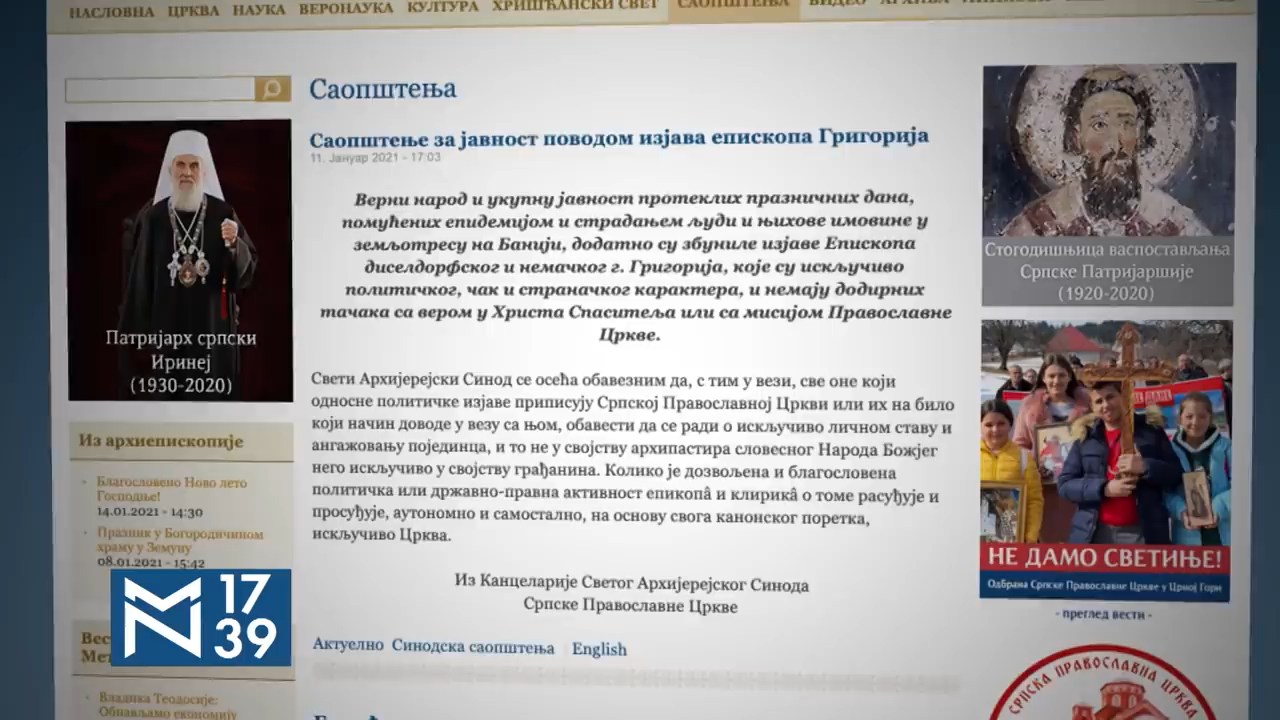 НАСЛОВНА ЦРКВА НАУКА ВЕРОНАУКА КУЛТУРА ХРИШЋАНСКИ СВЕТ САОПШТЕЊА ВИДЕО АРХИВА
Саопштења
Саопштење за јавност поводом изјава епископа Григорија
11. Јануар 2021 - 17:03
Верни народ и укупну јавност протеклих празничних дана,
помућених епидемијом и страдањем људи и њихове имовине у
земљотресу на Банији, додатно су збуниле изјаве Епископа
диселдорфског и немачког г. Григорија, које су искључиво
политичког, чак и страначког карактера, и немају додирних
тачака са вером у Христа Спаситеља или са мисијом Православне
Цркве.
Свети Архијерејски Синод се осећа обавезним да, с тим у вези, све оне који
односне политичке изјаве приписују Српској Православној Цркви или их на било
који начин доводе у везу са њом, обавести да се ради о искључиво личном ставу и
ангажовању појединца, и то не у својству архипастира словесног Народа Божјег
него искључиво у својству грађанина. Колико је дозвољена и благословена
политичка или државно-правна активност епикопâ и клирикâ о томе расуђује и
просуђује, аутономно и самостално, на основу свога канонског поретка,
искључиво Црква.
Из Канцеларије Светог Архијерејског Синода
Српске Православне Цркве
Актуелно Синодска саопштења English
Патријарх српски
Иринеј
(1930-2020)
Из архиепископије
Благословено Ново лето
Господње!
14.01.2021 - 14:30
Празник у Богородичином
храму у Земуну
08.01.2021 - 15:42
Владика Теодосије:
Обнављамо економију
17
39
Стогодишњица васпостављања
Српске Патријаршије
(1920-2020)
НЕ ДАМО СВЕТИЊЕ!
Одбрана Српске Православне Цркве у Црној Гори
- преглед вести -
СРПСКА ПРАВОСЛАВНА ЦРКВА